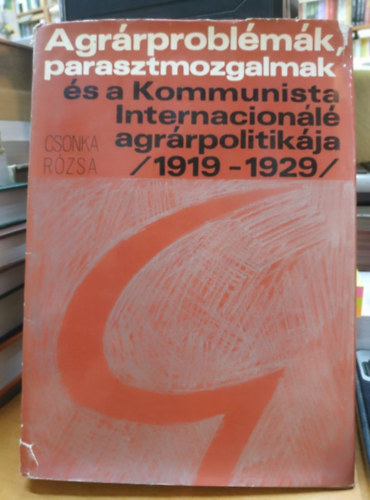 Agrárproblémák,
parasztmozgalmak
és a Kommunista
Internacionálé
agrárpolitikája
/1919-1929/
CSONKA
RÓZSA